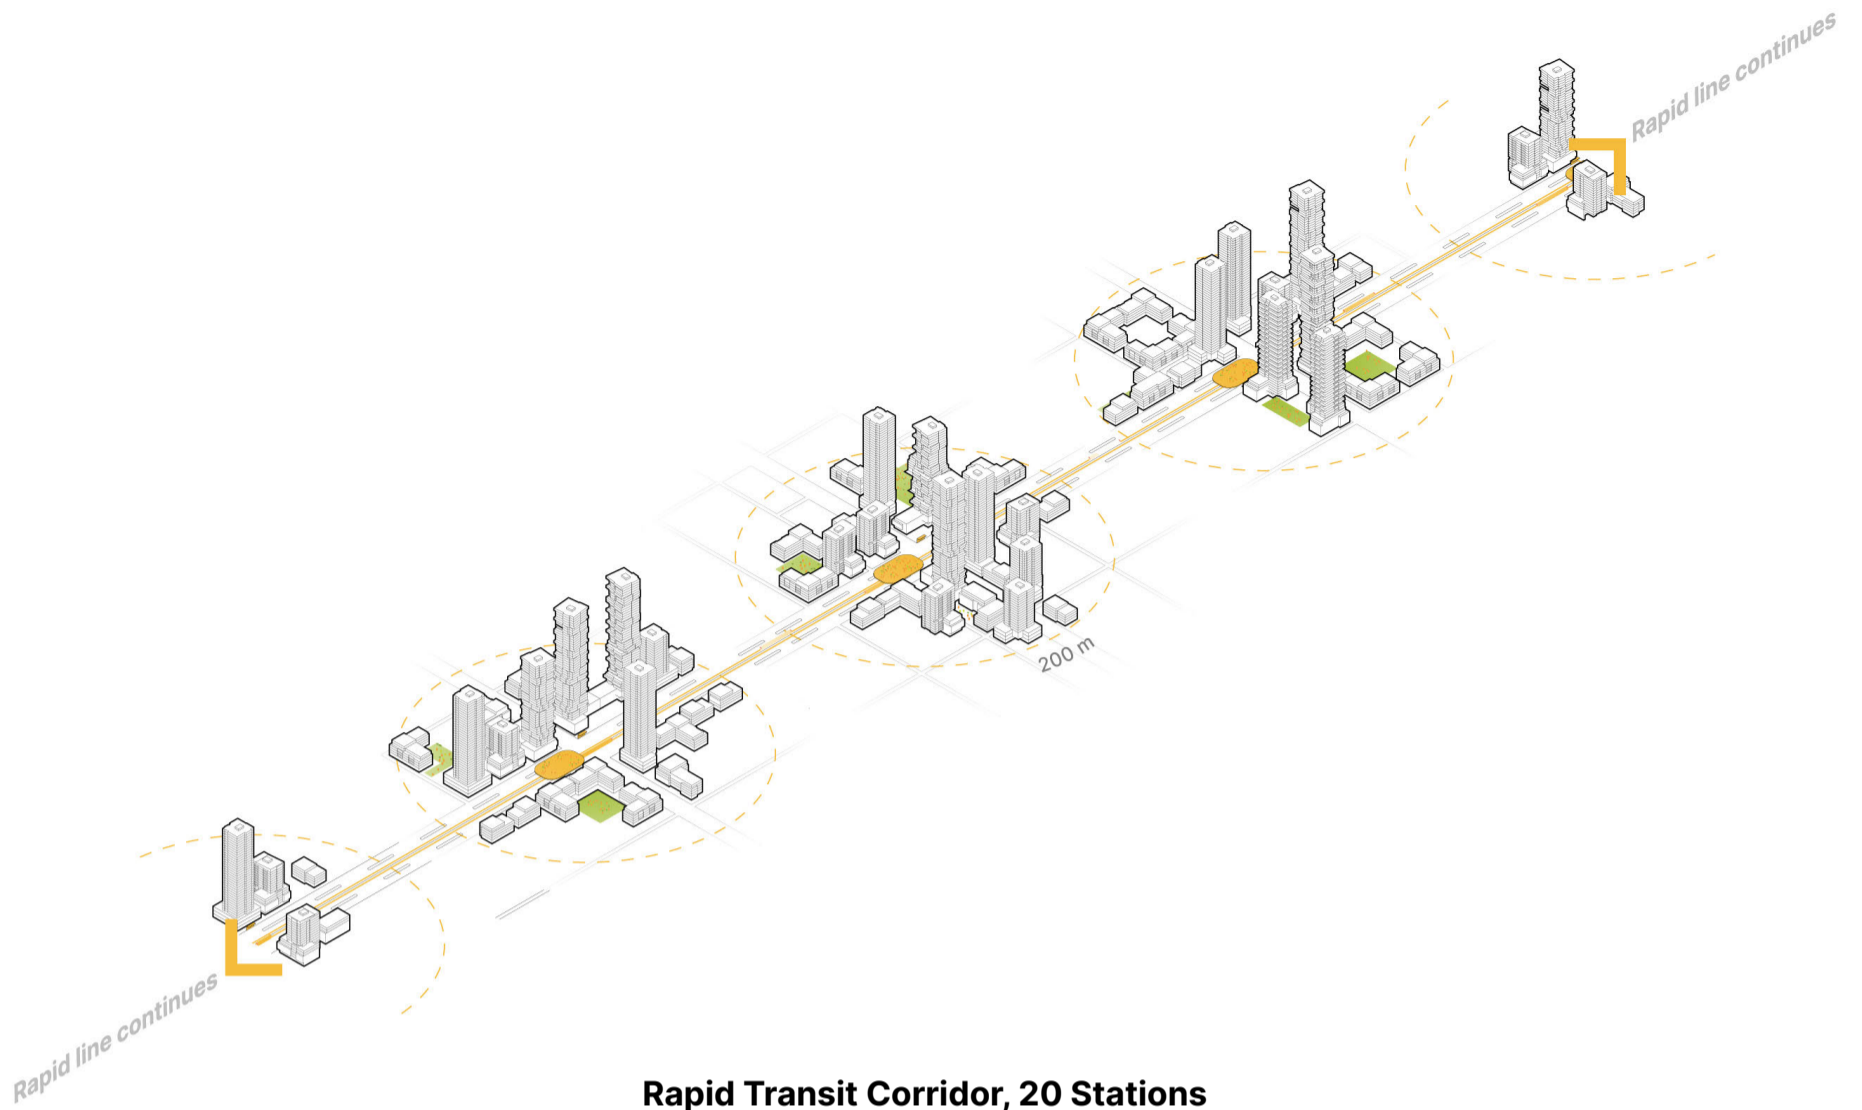 Rapid line continues
200 m
Rapid line continues
Rapid Transit Corridor, 20 Stations